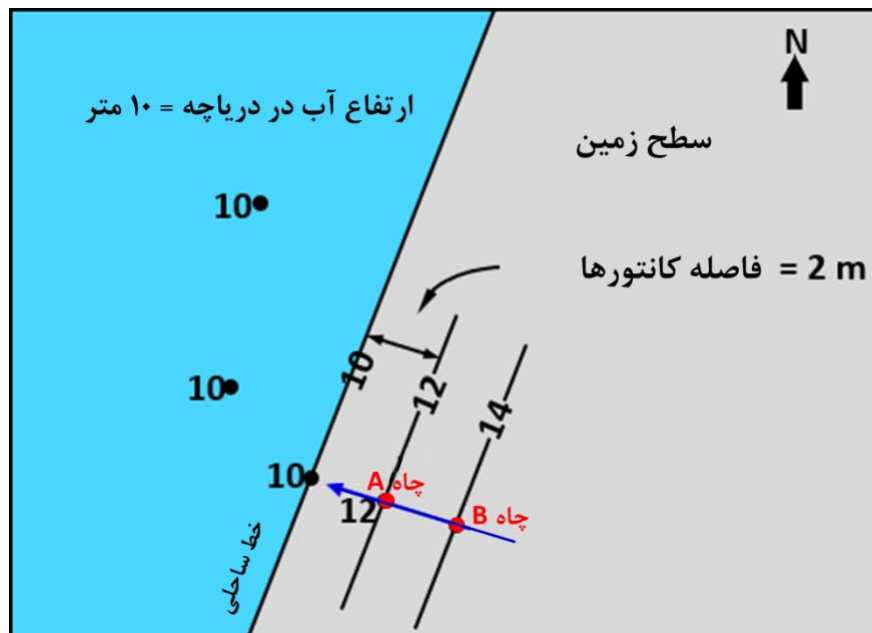 N
ارتفاع آب در دریاچه = ۱۰ متر
سطح زمین
10
فاصله کانتورها = 2 m
10
12
10
14
10
چاه A
12
چاه B
خط ساحلی